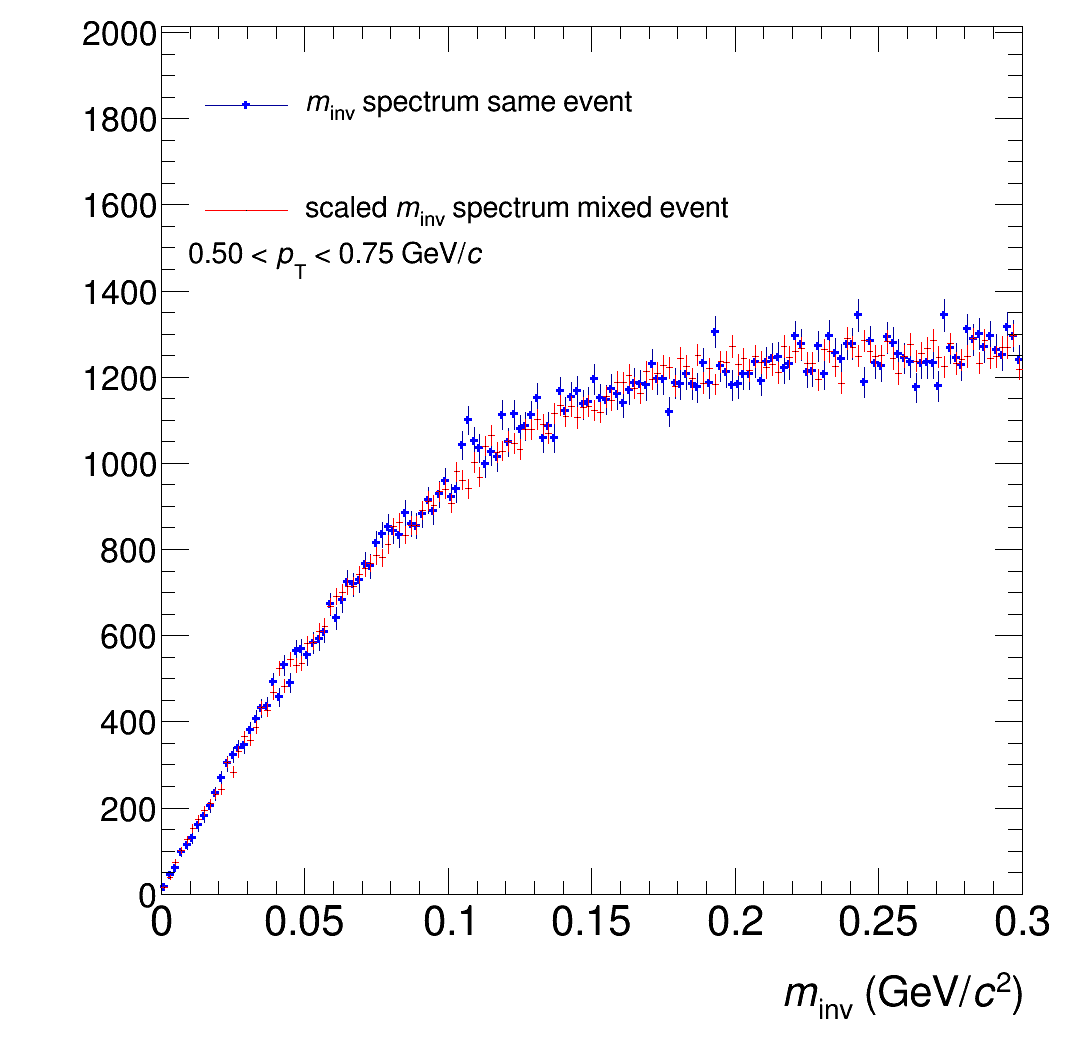 2000
1800
1600
1400
1200
1000
800
600
400
200
0
m_inv spectrum same event
scaled m_inv spectrum mixed event
0.50 < p_T < 0.75 GeV/c
0 0.05 0.1 0.15 0.2 0.25 0.3
m_inv (GeV/c²)